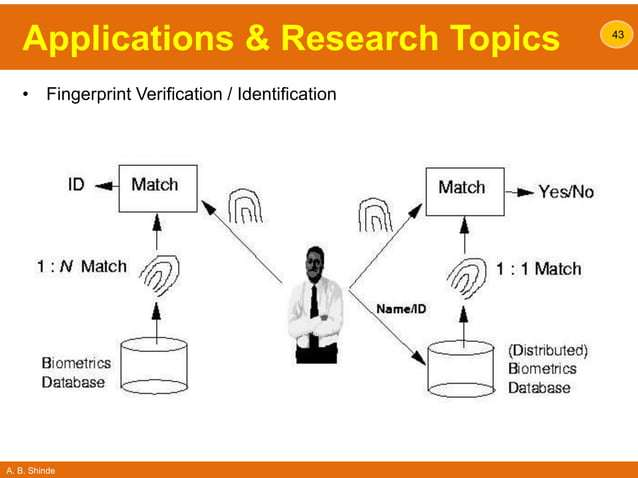 Applications & Research Topics
43
• Fingerprint Verification / Identification
ID
Match
Match
Yes/No
1 : N Match
1 : 1 Match
Name/ID
Biometrics
Database
(Distributed)
Biometrics
Database
A. B. Shinde